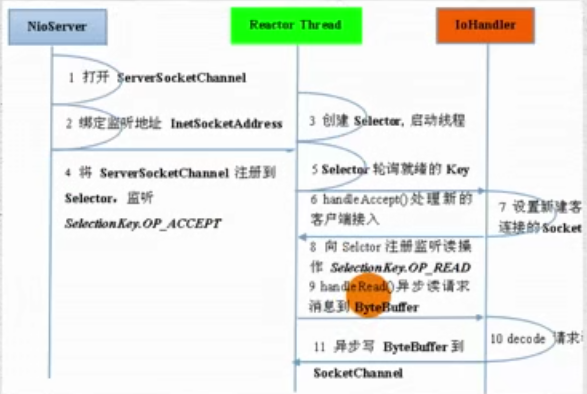 NioServer
Reactor Thread
IoHandler
1 打开 ServerSocketChannel
2 绑定监听地址 InetSocketAddress
3 创建 Selector, 启动线程
4 将 ServerSocketChannel 注册到
Selector, 监听
SelectionKey.OP_ACCEPT
5 Selector 轮询就绪的 Key
6 handleAccept()处理新的
客户端接入
7 设置新建客
连接的 Socket
8 向 Selctor 注册监听读操
作 SelectionKey.OP_READ
9 handleRead()异步读请求
消息到 ByteBuffer
10 decode 请求
11 异步写 ByteBuffer 到
SocketChannel